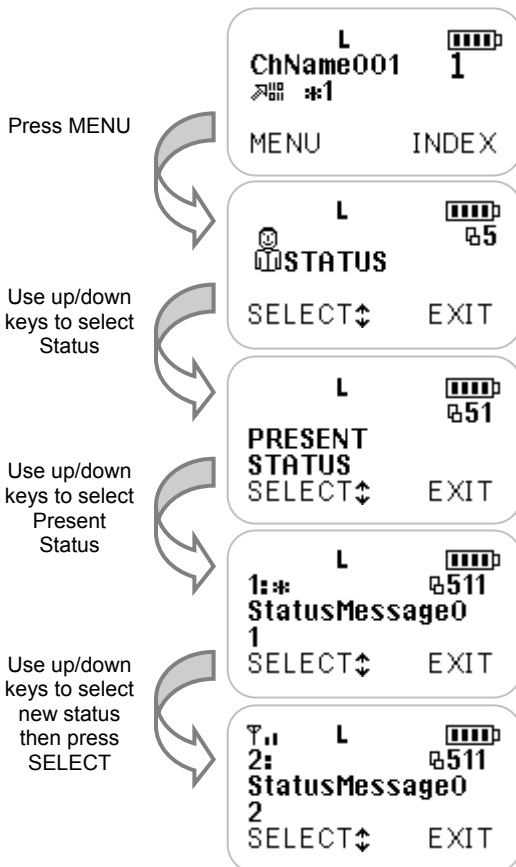 L
ChName001 1
*1
MENU INDEX
Press MENU
L
5
STATUS
SELECT EXIT
Use up/down
keys to select
Status
L
51
PRESENT
STATUS
SELECT EXIT
Use up/down
keys to select
Present
Status
L
1:* 511
StatusMessage0
1
SELECT EXIT
Use up/down
keys to select
new status
then press
SELECT
L
2: 511
StatusMessage0
2
SELECT EXIT